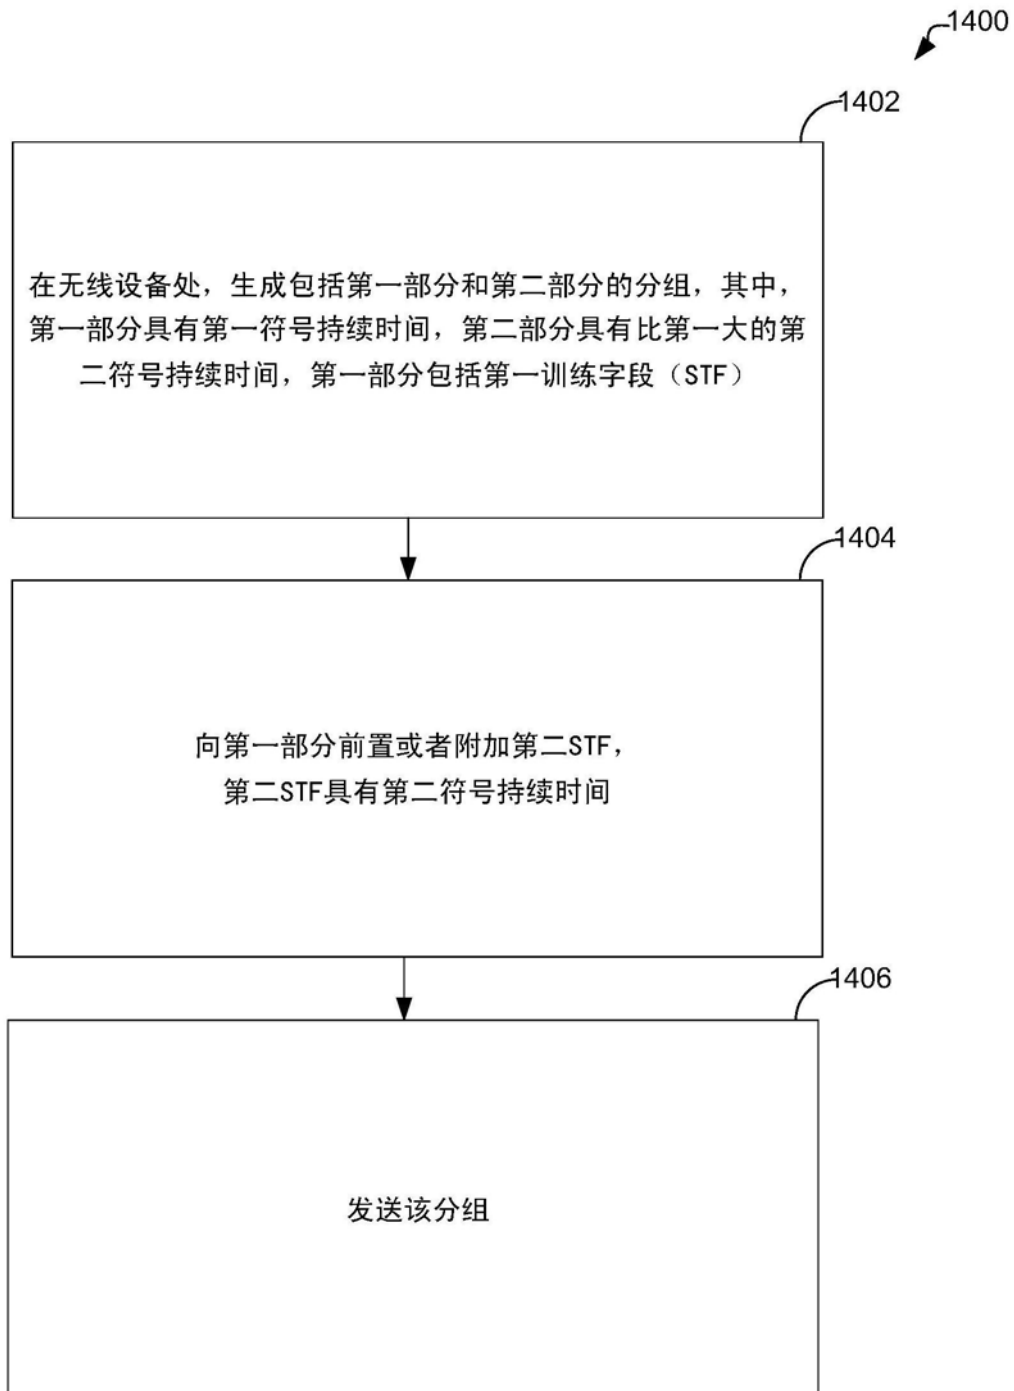 1400
1402
在无线设备处，生成包括第一部分和第二部分的分组，其中，
第一部分具有第一符号持续时间，第二部分具有比第一大的第
二符号持续时间，第一部分包括第一训练字段（STF）
1404
向第一部分前置或者附加第二STF，
第二STF具有第二符号持续时间
1406
发送该分组